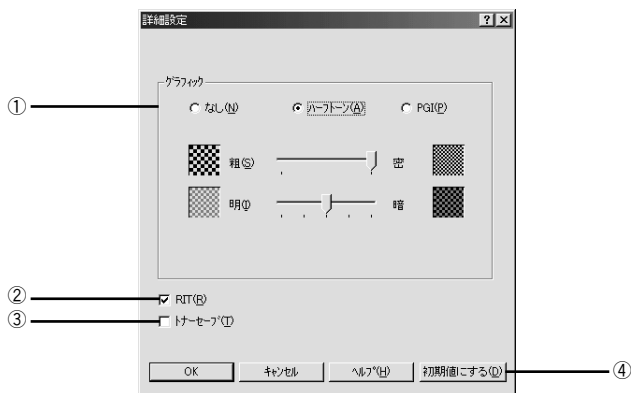 詳細設定
グラフィック
① なし(N) ハーフトーン(A) PGI(P)
粗(S) 密
明(I) 暗
② RIT(R)
③ トナーセーブ(T)
OK キャンセル ヘルプ(H) 初期値にする(D) ④